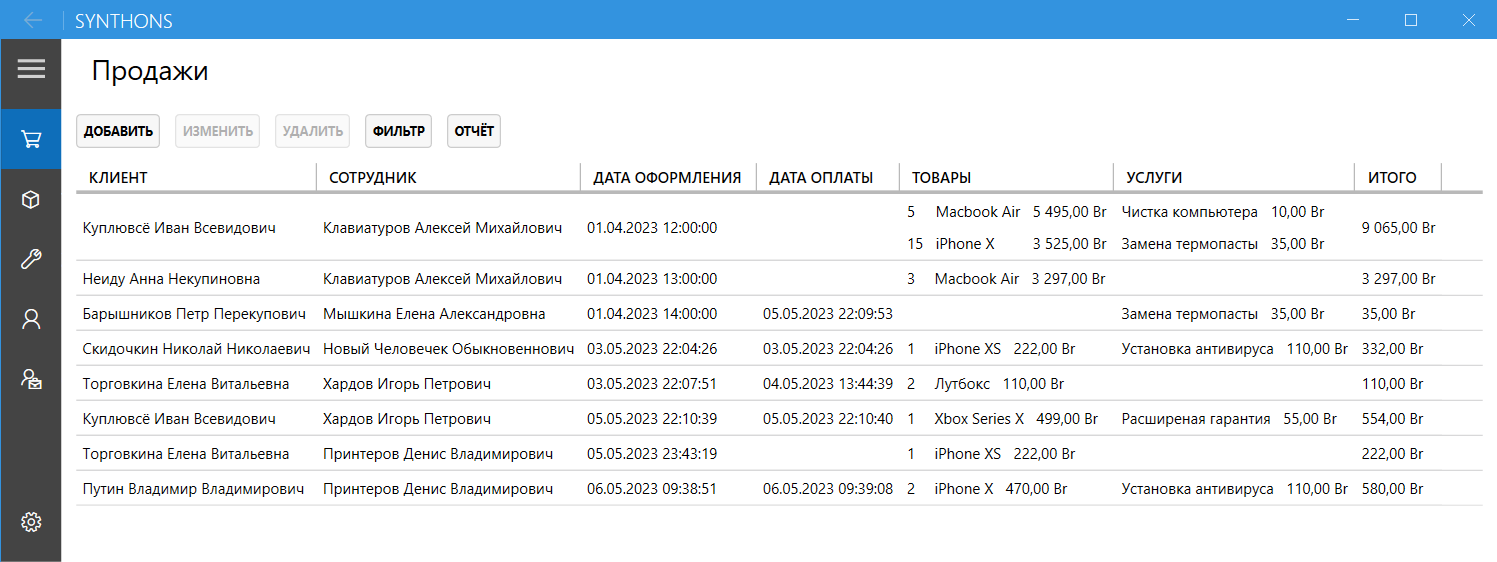 SYNTHONS
Продажи
ДОБАВИТЬ ИЗМЕНИТЬ УДАЛИТЬ ФИЛЬТР ОТЧЁТ
КЛИЕНТ СОТРУДНИК ДАТА ОФОРМЛЕНИЯ ДАТА ОПЛАТЫ ТОВАРЫ УСЛУГИ ИТОГО
5 Macbook Air 5 495,00 Br Чистка компьютера 10,00 Br
Куплювсё Иван Всевидович Клавиатуров Алексей Михайлович 01.04.2023 12:00:00 9 065,00 Br
15 iPhone X 3 525,00 Br Замена термопасты 35,00 Br
Неиду Анна Некупиновна Клавиатуров Алексей Михайлович 01.04.2023 13:00:00 3 Macbook Air 3 297,00 Br 3 297,00 Br
Барышников Петр Перекупович Мышкина Елена Александровна 01.04.2023 14:00:00 05.05.2023 22:09:53 Замена термопасты 35,00 Br 35,00 Br
Скидочкин Николай Николаевич Новый Человечек Обыкновеннович 03.05.2023 22:04:26 03.05.2023 22:04:26 1 iPhone XS 222,00 Br Установка антивируса 110,00 Br 332,00 Br
Торговкина Елена Витальевна Хардов Игорь Петрович 03.05.2023 22:07:51 04.05.2023 13:44:39 2 Лутбокс 110,00 Br 110,00 Br
Куплювсё Иван Всевидович Хардов Игорь Петрович 05.05.2023 22:10:39 05.05.2023 22:10:40 1 Xbox Series X 499,00 Br Расширеная гарантия 55,00 Br 554,00 Br
Торговкина Елена Витальевна Принтеров Денис Владимирович 05.05.2023 23:43:19 1 iPhone XS 222,00 Br 222,00 Br
Путин Владимир Владимирович Принтеров Денис Владимирович 06.05.2023 09:38:51 06.05.2023 09:39:08 2 iPhone X 470,00 Br Установка антивируса 110,00 Br 580,00 Br